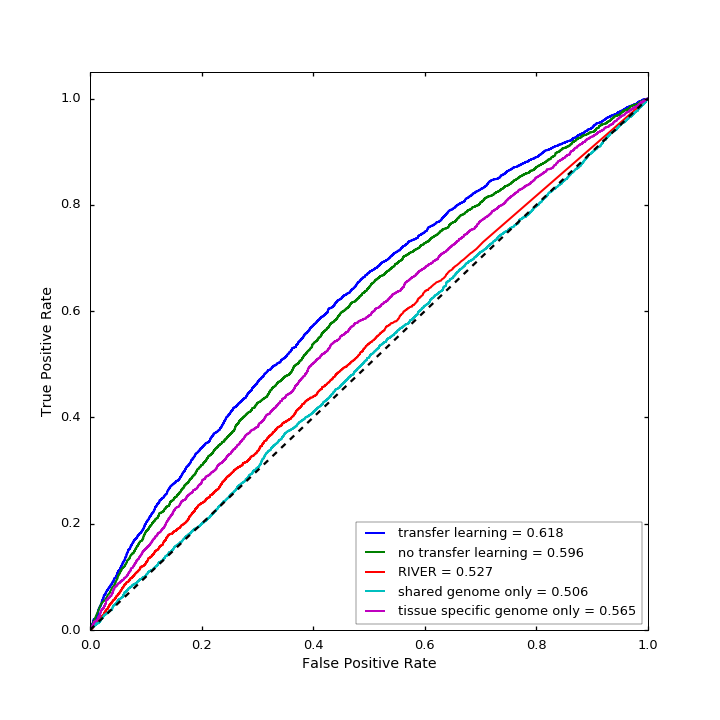 1.0
0.8
0.6
0.4
0.2
0.0
True Positive Rate
transfer learning = 0.618
no transfer learning = 0.596
RIVER = 0.527
shared genome only = 0.506
tissue specific genome only = 0.565
0.0 0.2 0.4 0.6 0.8 1.0
False Positive Rate